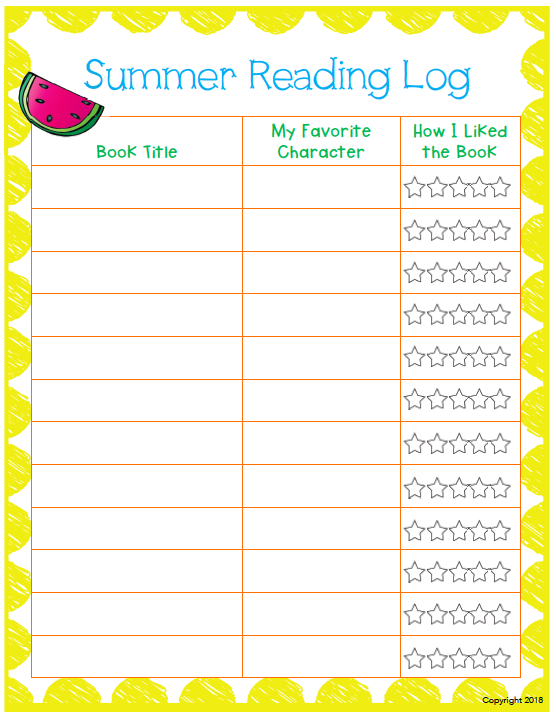 Summer Reading Log
Book Title
My Favorite
Character
How I Liked
the Book
Copyright 2018